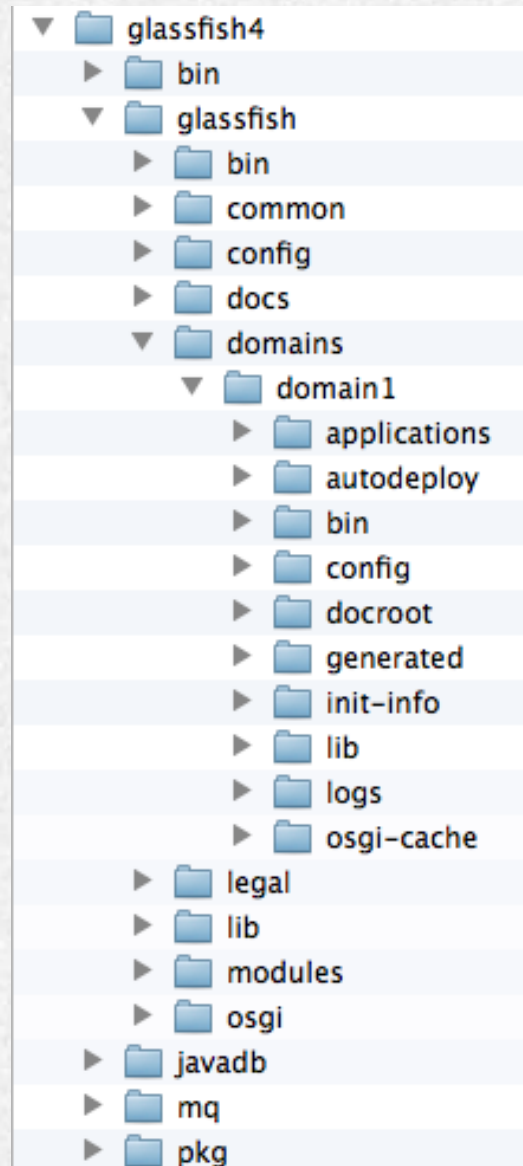 glassfish4
bin
glassfish
bin
common
config
docs
domains
domain1
applications
autodeploy
bin
config
docroot
generated
init-info
lib
logs
osgi-cache
legal
lib
modules
osgi
javadb
mq
pkg